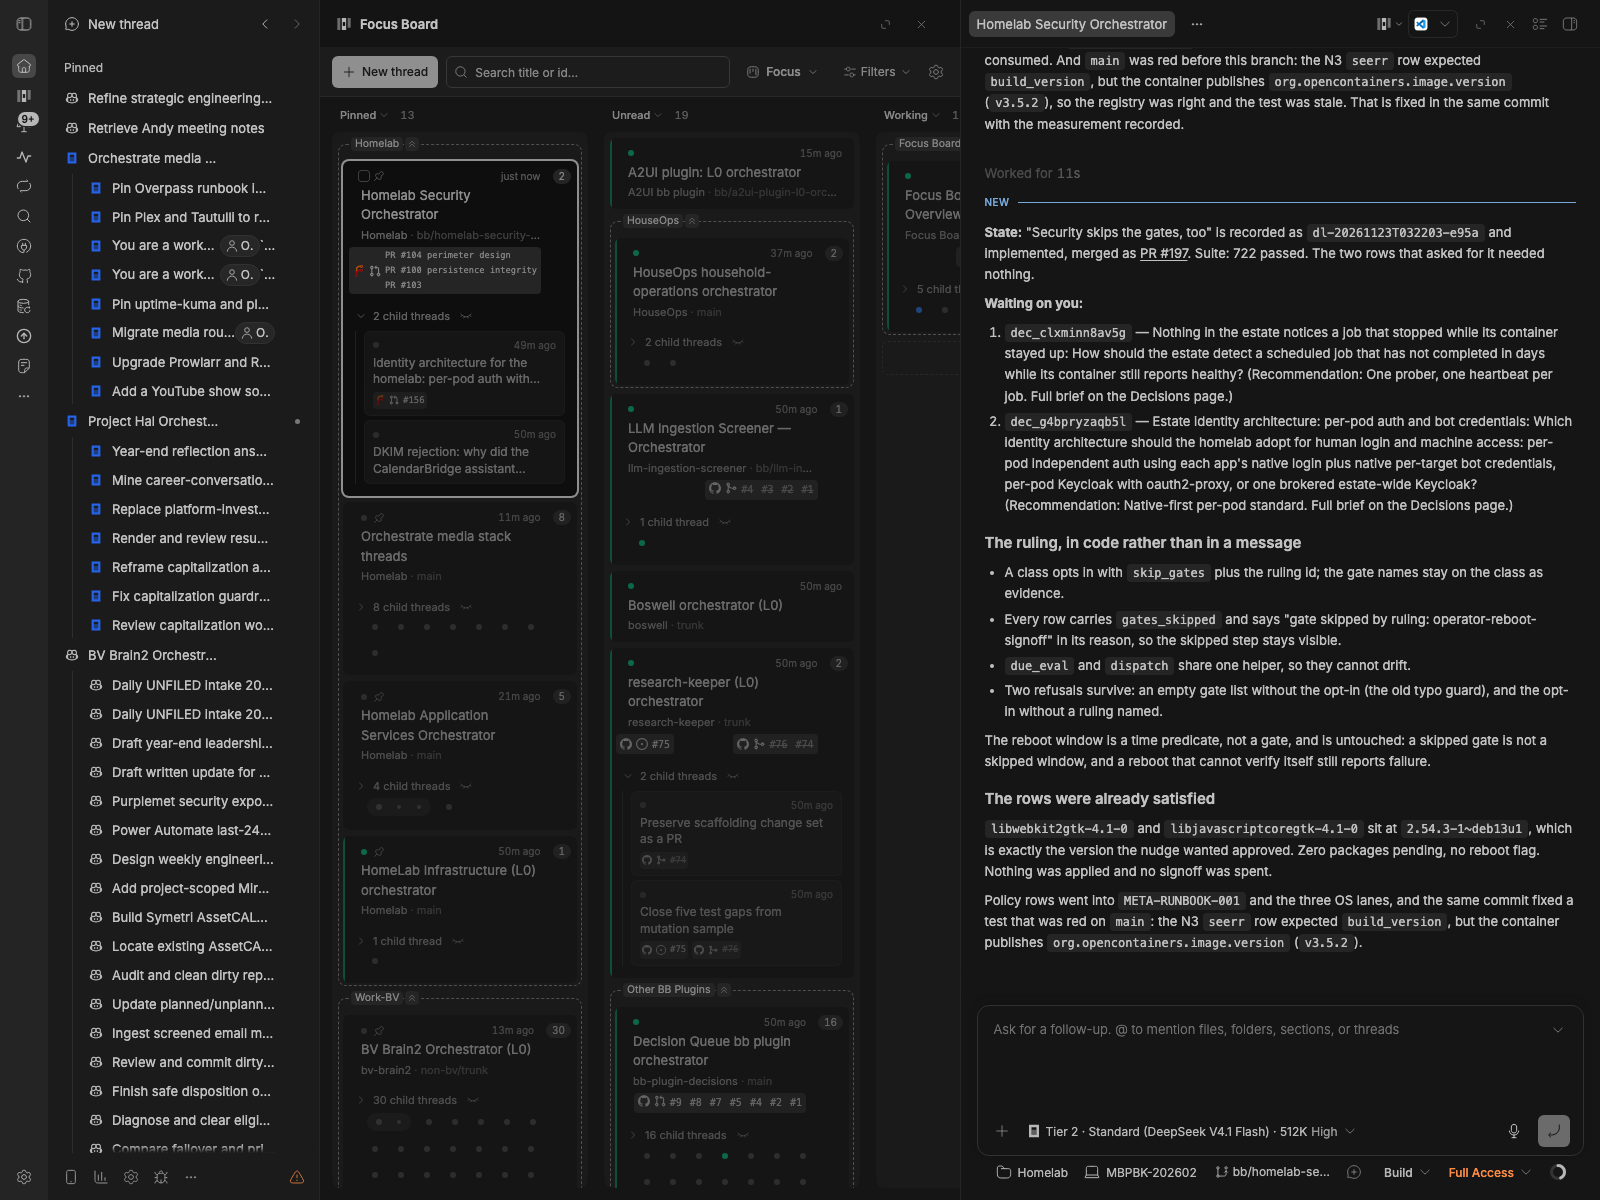 New thread
Pinned
Refine strategic engineering...
Retrieve Andy meeting notes
Orchestrate media ...
Pin Overpass runbook i...
Pin Plex and Tautulli to r...
You are a work... O. ...
You are a work... O. ...
Pin uptime-kuma and pl...
Migrate media rou... O.
Upgrade Prowlarr and R...
Add a YouTube show so...
Project Hal Orchest...
Year-end reflection ans...
Mine career-conversatio...
Replace platform-invest...
Render and review resu...
Reframe capitalization a...
Fix capitalization guardr...
Review capitalization wo...
BV Brain2 Orchestr...
Daily UNFILED intake 20...
Daily UNFILED intake 20...
Draft year-end leadershi...
Draft written update for ...
Purplemet security expo...
Power Automate last-24...
Design weekly engineeri...
Add project-scoped Mir...
Build Symetri AssetCAL...
Locate existing AssetCA...
Audit and clean dirty rep...
Update planned/unplann...
Ingest screened email m...
Review and commit dirty...
Finish safe disposition o...
Diagnose and clear eligi...
Compare failover and pri...
9+
Focus Board
New thread
Search title or id...
Focus
Filters
Pinned 13
Homelab
just now 2
Homelab Security
Orchestrator
Homelab · bb/homelab-security-...
PR #104 perimeter design
PR #100 persistence integrity
PR #103
2 child threads
49m ago
Identity architecture for the
homelab: per-pod auth with...
#156
50m ago
DKIM rejection: why did the
CalendarBridge assistant...
11m ago 8
Orchestrate media stack
threads
Homelab · main
8 child threads
21m ago 5
Homelab Application
Services Orchestrator
Homelab · main
4 child threads
50m ago 1
HomeLab Infrastructure (L0)
orchestrator
Homelab · main
1 child thread
Work-BV
13m ago 30
BV Brain2 Orchestrator (L0)
bv-brain2 · non-bv/trunk
30 child threads
Unread 19
15m ago
A2UI plugin: L0 orchestrator
A2UI bb plugin · bb/a2ui-plugin-l0-orc...
HouseOps
37m ago 2
HouseOps household-
operations orchestrator
HouseOps · main
2 child threads
50m ago 1
LLM Ingestion Screener —
Orchestrator
llm-ingestion-screener · bb/llm-in...
#4 #3 #2 #1
1 child thread
50m ago
Boswell orchestrator (L0)
boswell · trunk
50m ago 2
research-keeper (L0)
orchestrator
research-keeper · trunk
#75 #76 #74
2 child threads
50m ago
Preserve scaffolding change set
as a PR
#74
50m ago
Close five test gaps from
mutation sample
#75 #76
Other BB Plugins
50m ago 16
Decision Queue bb plugin
orchestrator
bb-plugin-decisions · main
#9 #8 #7 #5 #4 #2 #1
16 child threads
Working 1
Focus Board
Focus Bo
Overview
Focus Boa
5 child t
Homelab Security Orchestrator
consumed. And main was red before this branch: the N3 seerr row expected
build_version, but the container publishes org.opencontainers.image.version
( v3.5.2 ), so the registry was right and the test was stale. That is fixed in the same commit
with the measurement recorded.
Worked for 11s
NEW
State: "Security skips the gates, too" is recorded as dl-20261123T032203-e95a and
implemented, merged as PR #197. Suite: 722 passed. The two rows that asked for it needed
nothing.
Waiting on you:
1. dec_clxminn8av5g — Nothing in the estate notices a job that stopped while its container
stayed up: How should the estate detect a scheduled job that has not completed in days
while its container still reports healthy? (Recommendation: One prober, one heartbeat per
job. Full brief on the Decisions page.)
2. dec_g4bpryzaqb5l — Estate identity architecture: per-pod auth and bot credentials: Which
identity architecture should the homelab adopt for human login and machine access: per-
pod independent auth using each app's native login plus native per-target bot credentials,
per-pod Keycloak with oauth2-proxy, or one brokered estate-wide Keycloak?
(Recommendation: Native-first per-pod standard. Full brief on the Decisions page.)
The ruling, in code rather than in a message
• A class opts in with skip_gates plus the ruling id; the gate names stay on the class as
evidence.
• Every row carries gates_skipped and says "gate skipped by ruling: operator-reboot-
signoff" in its reason, so the skipped step stays visible.
• due_eval and dispatch share one helper, so they cannot drift.
• Two refusals survive: an empty gate list without the opt-in (the old typo guard), and the opt-
in without a ruling named.
The reboot window is a time predicate, not a gate, and is untouched: a skipped gate is not a
skipped window, and a reboot that cannot verify itself still reports failure.
The rows were already satisfied
libwebkit2gtk-4.1-0 and libjavascriptcoregtk-4.1-0 sit at 2.54.3-1~deb13u1, which
is exactly the version the nudge wanted approved. Zero packages pending, no reboot flag.
Nothing was applied and no signoff was spent.
Policy rows went into META-RUNBOOK-001 and the three OS lanes, and the same commit fixed a
test that was red on main: the N3 seerr row expected build_version, but the container
publishes org.opencontainers.image.version ( v3.5.2 ).
Ask for a follow-up. @ to mention files, folders, sections, or threads
Tier 2 · Standard (DeepSeek V4.1 Flash) · 512K High
Homelab
MBPBK-202602
bb/homelab-se...
Build
Full Access